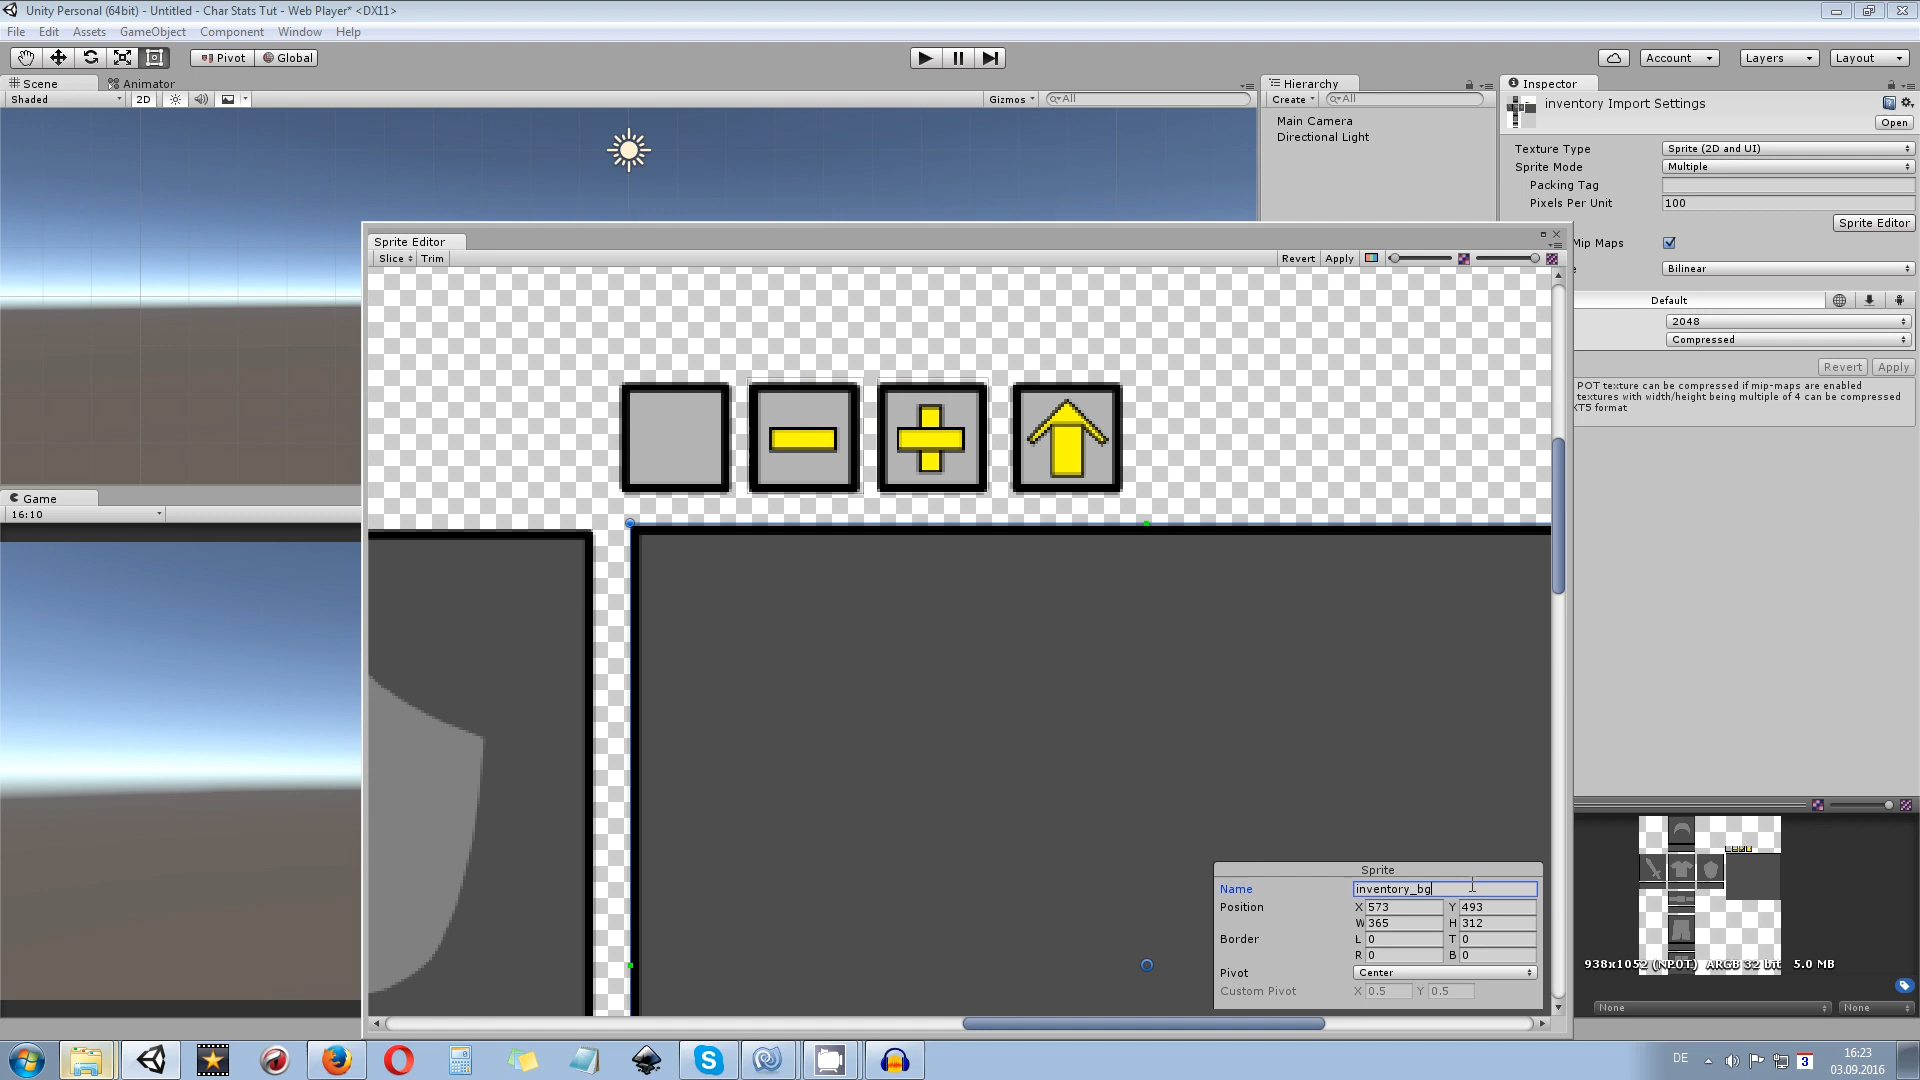 Unity Personal (64bit) - Untitled - Char Stats Tut - Web Player* <DX11>
File Edit Assets GameObject Component Window Help
Pivot Global Account Layers Layout
Scene Animator
Shaded 2D Gizmos All
Hierarchy
Create All
Main Camera
Directional Light
Inspector
inventory Import Settings
Open
Texture Type Sprite (2D and UI)
Sprite Mode Multiple
Packing Tag
Pixels Per Unit 100
Sprite Editor
Mip Maps
Bilinear
Default
2048
Compressed
Revert Apply
POT texture can be compressed if mip-maps are enabled
textures with width/height being multiple of 4 can be compressed
XT5 format
Sprite Editor
Slice Trim Revert Apply
Game
16:10
Sprite
Name inventory_bg
Position X 573 Y 493
W 365 H 312
Border L 0 T 0
R 0 B 0
Pivot Center
Custom Pivot X 0.5 Y 0.5
938x1052 (NPOT) ARGB 32 bit 5.0 MB
None None
DE 3 16:23
03.09.2016